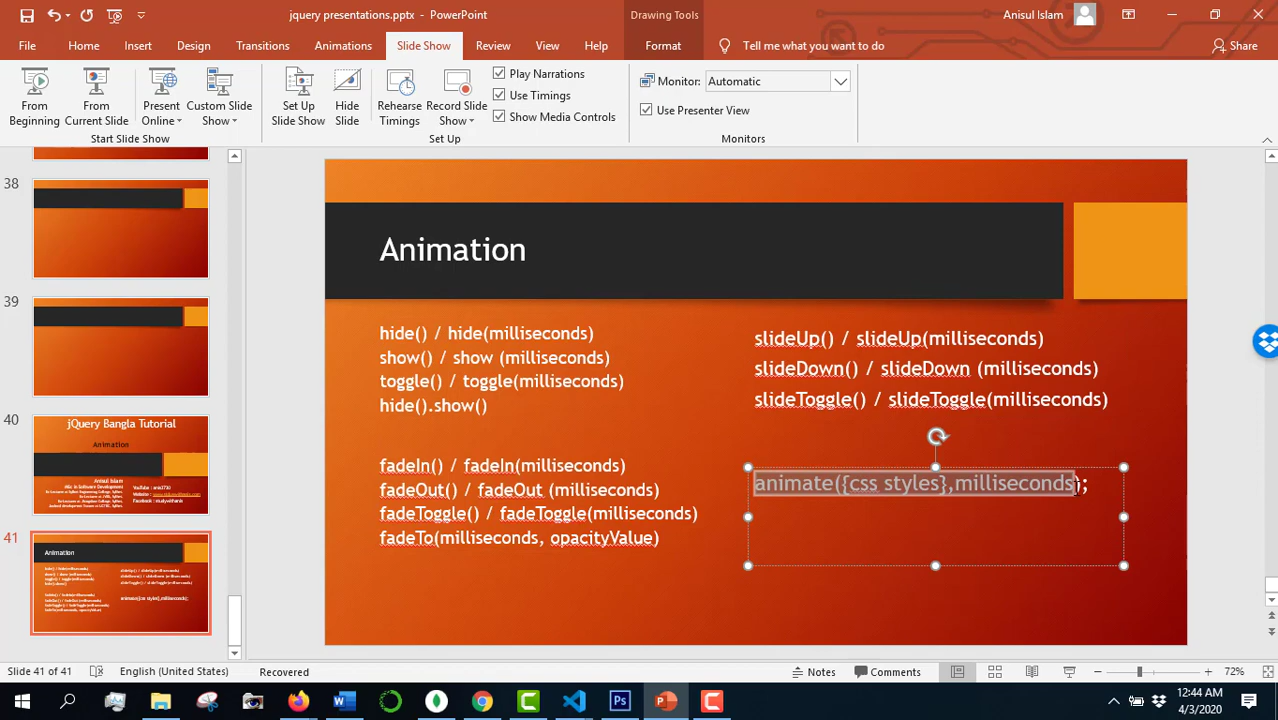 jquery presentations.pptx - PowerPoint
Drawing Tools
Anisul Islam
File
Home
Insert
Design
Transitions
Animations
Slide Show
Review
View
Help
Format
Tell me what you want to do
Share
From Beginning
From Current Slide
Present Online
Custom Slide Show
Start Slide Show
Set Up Slide Show
Hide Slide
Rehearse Timings
Record Slide Show
Play Narrations
Use Timings
Show Media Controls
Set Up
Monitor: Automatic
Use Presenter View
Monitors
38
39
40
jQuery Bangla Tutorial
Animation
Anisul Islam
41
Animation
Animation
hide() / hide(milliseconds)
show() / show (milliseconds)
toggle() / toggle(milliseconds)
hide().show()
fadeIn() / fadeIn(milliseconds)
fadeOut() / fadeOut (milliseconds)
fadeToggle() / fadeToggle(milliseconds)
fadeTo(milliseconds, opacityValue)
slideUp() / slideUp(milliseconds)
slideDown() / slideDown (milliseconds)
slideToggle() / slideToggle(milliseconds)
animate({css styles},milliseconds);
Slide 41 of 41
English (United States)
Recovered
Notes
Comments
72%
12:44 AM
4/3/2020